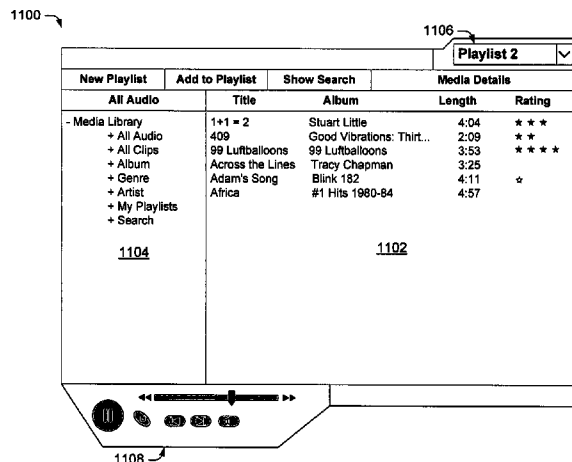 1100
1106
Playlist 2
New Playlist Add to Playlist Show Search Media Details
All Audio Title Album Length Rating
- Media Library 1+1 = 2 Stuart Little 4:04 ★ ★ ★
+ All Audio 409 Good Vibrations: Thirt... 2:09 ★ ★
+ All Clips 99 Luftballoons 99 Luftballoons 3:53 ★ ★ ★ ★
+ Album Across the Lines Tracy Chapman 3:25
+ Genre Adam's Song Blink 182 4:11 ☆
+ Artist Africa #1 Hits 1980-84 4:57
+ My Playlists
+ Search
1104 1102
1108